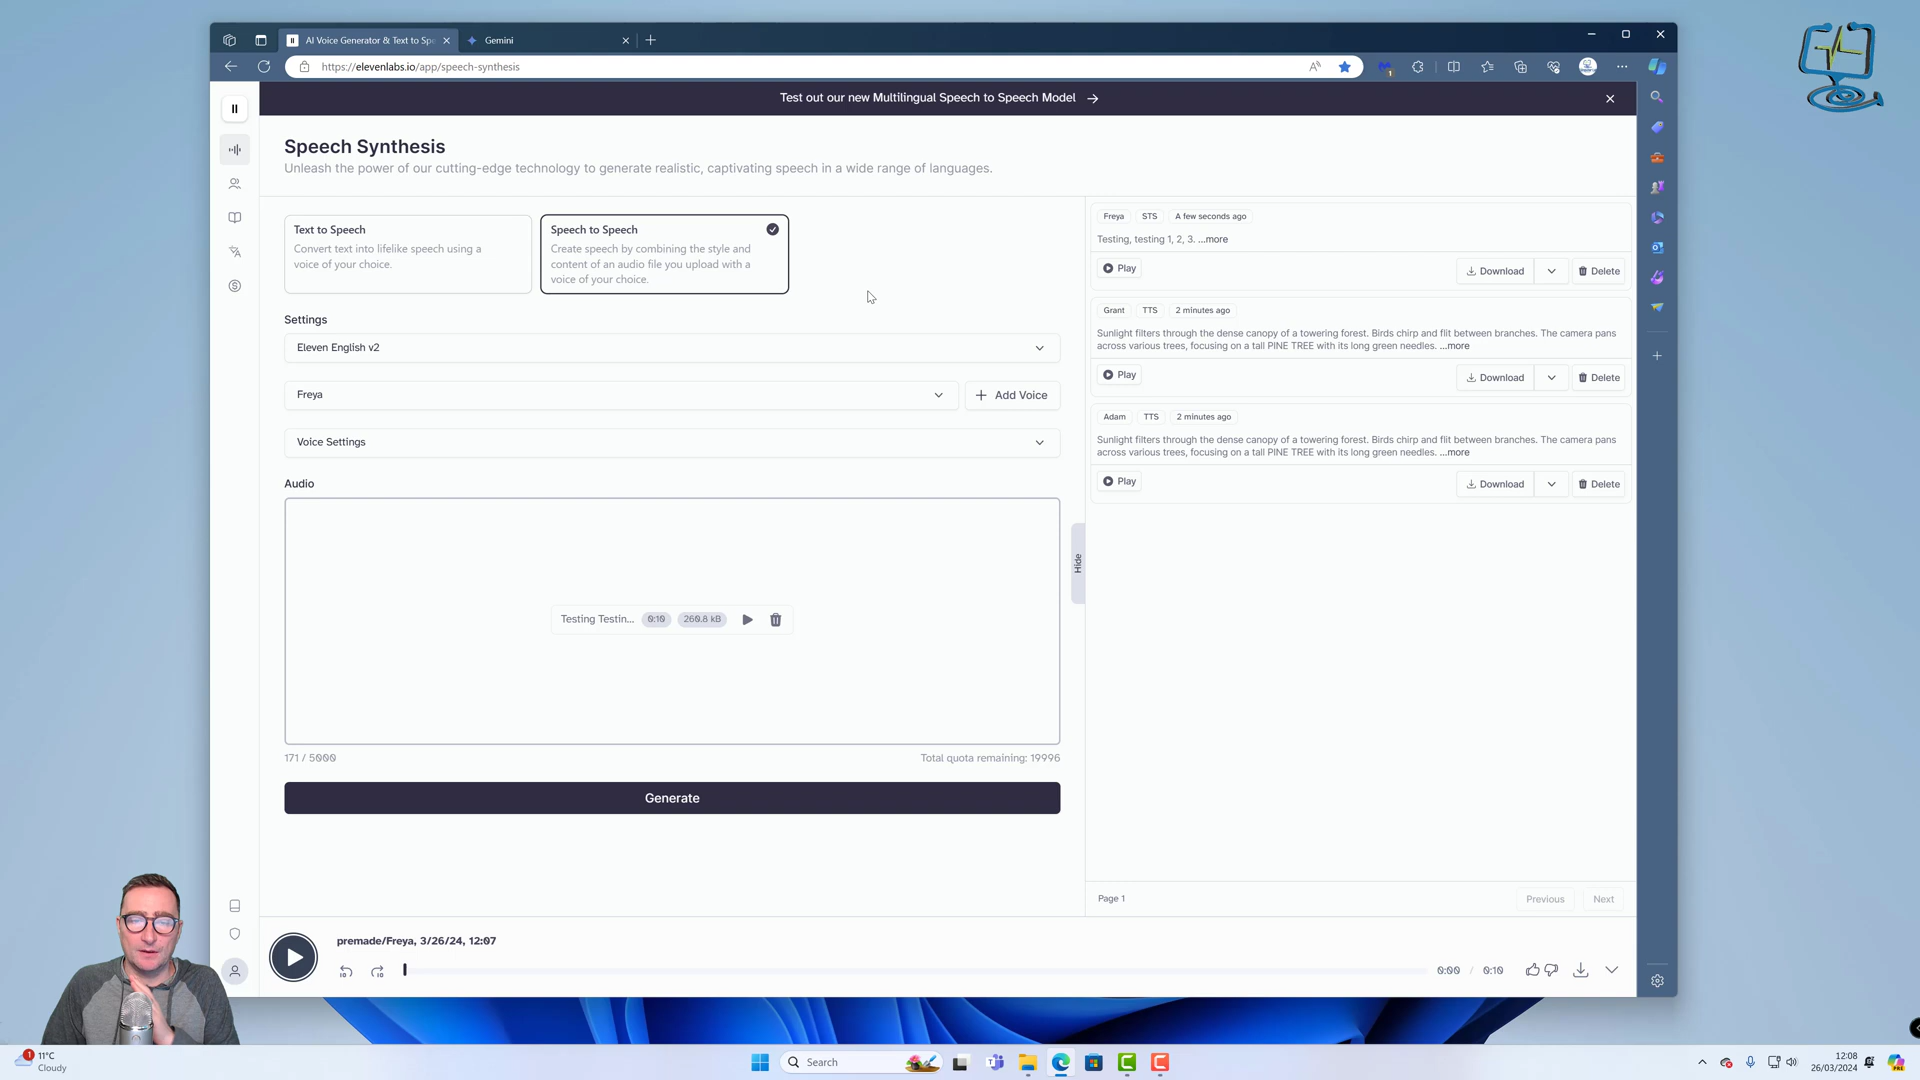 AI Voice Generator & Text to Spe
Gemini
https://elevenlabs.io/app/speech-synthesis
Test out our new Multilingual Speech to Speech Model →
Speech Synthesis
Unleash the power of our cutting-edge technology to generate realistic, captivating speech in a wide range of languages.
Text to Speech
Convert text into lifelike speech using a
voice of your choice.
Speech to Speech
Create speech by combining the style and
content of an audio file you upload with a
voice of your choice.
Settings
Eleven English v2
Freya
+ Add Voice
Voice Settings
Audio
Testing Testin... 0:10 260.8 kB
171 / 5000
Total quota remaining: 19996
Generate
Hide
Freya STS A few seconds ago
Testing, testing 1, 2, 3. ...more
Play
Download
Delete
Grant TTS 2 minutes ago
Sunlight filters through the dense canopy of a towering forest. Birds chirp and flit between branches. The camera pans
across various trees, focusing on a tall PINE TREE with its long green needles. ...more
Play
Download
Delete
Adam TTS 2 minutes ago
Sunlight filters through the dense canopy of a towering forest. Birds chirp and flit between branches. The camera pans
across various trees, focusing on a tall PINE TREE with its long green needles. ...more
Play
Download
Delete
Page 1
Previous
Next
premade/Freya, 3/26/24, 12:07
10
10
0:00 / 0:10
1
11°C
Cloudy
Search
12:08
26/03/2024